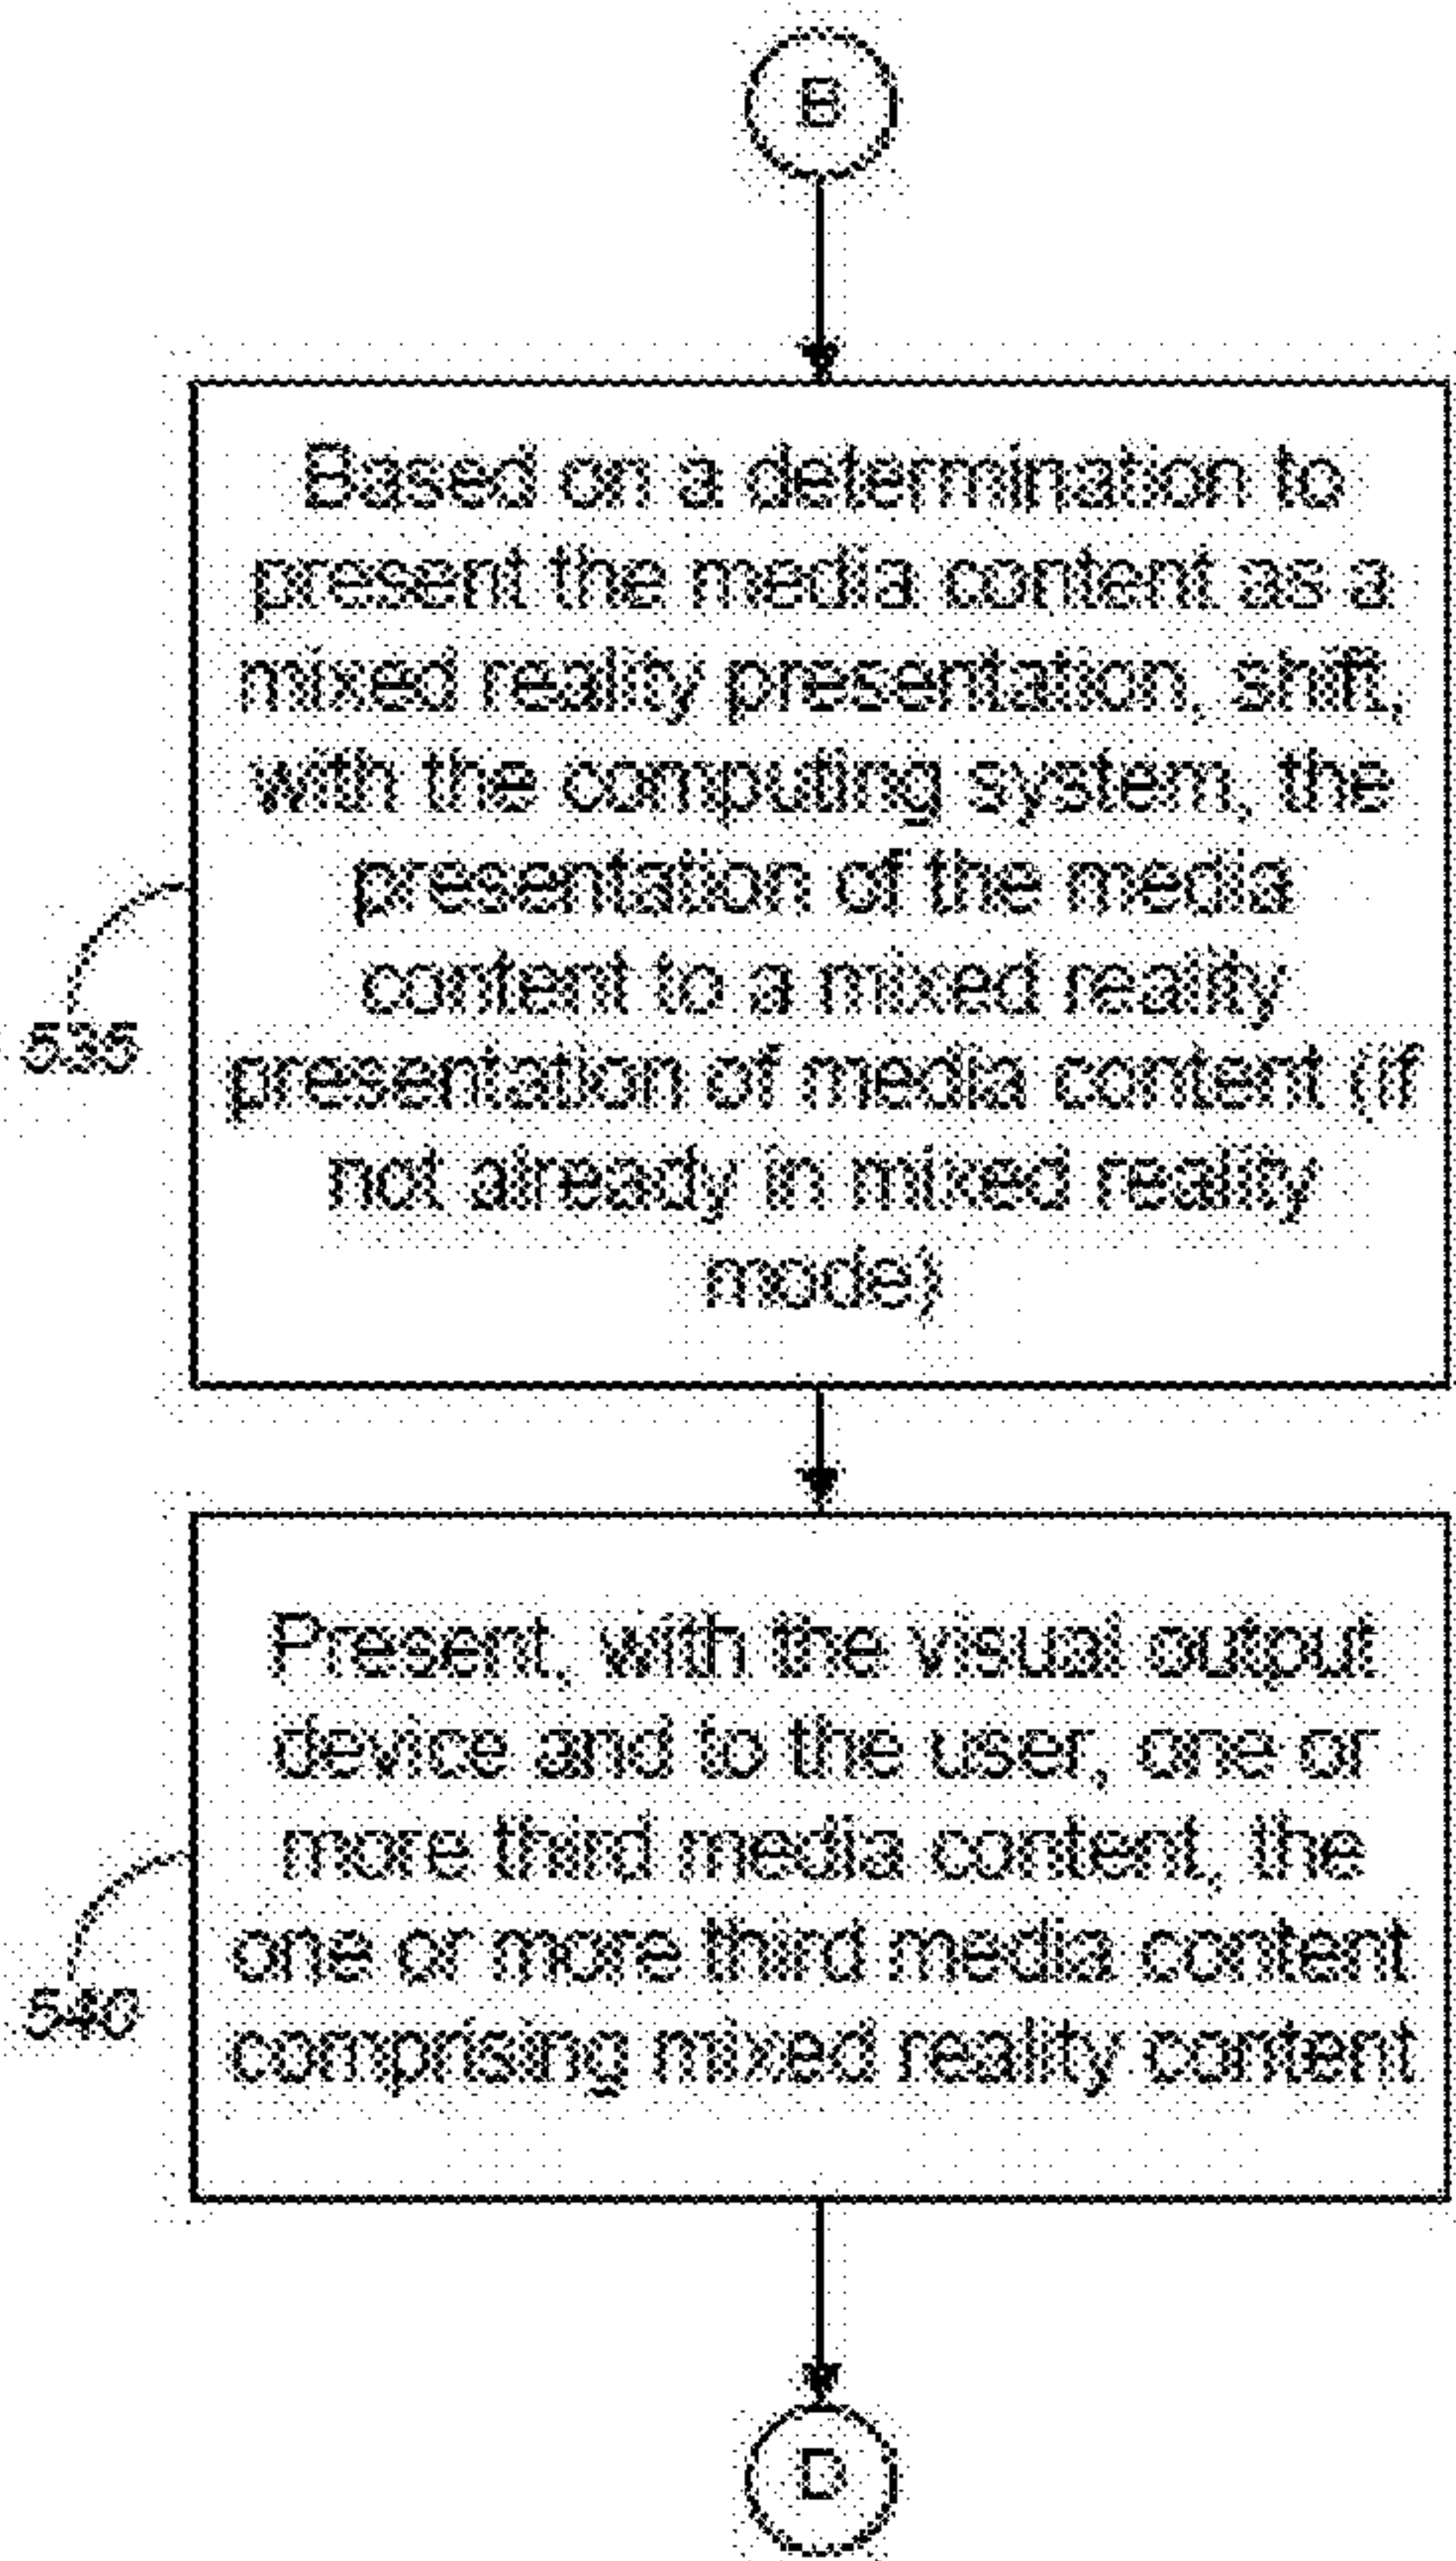 B
Based on a determination to
present the media content as a
mixed reality presentation, shift,
with the computing system, the
presentation of the media
content to a mixed reality
presentation of media content (if
not already in mixed reality
mode)
535
Present, with the visual output
device and to the user, one or
more third media content, the
one or more third media content
comprising mixed reality content
540
D